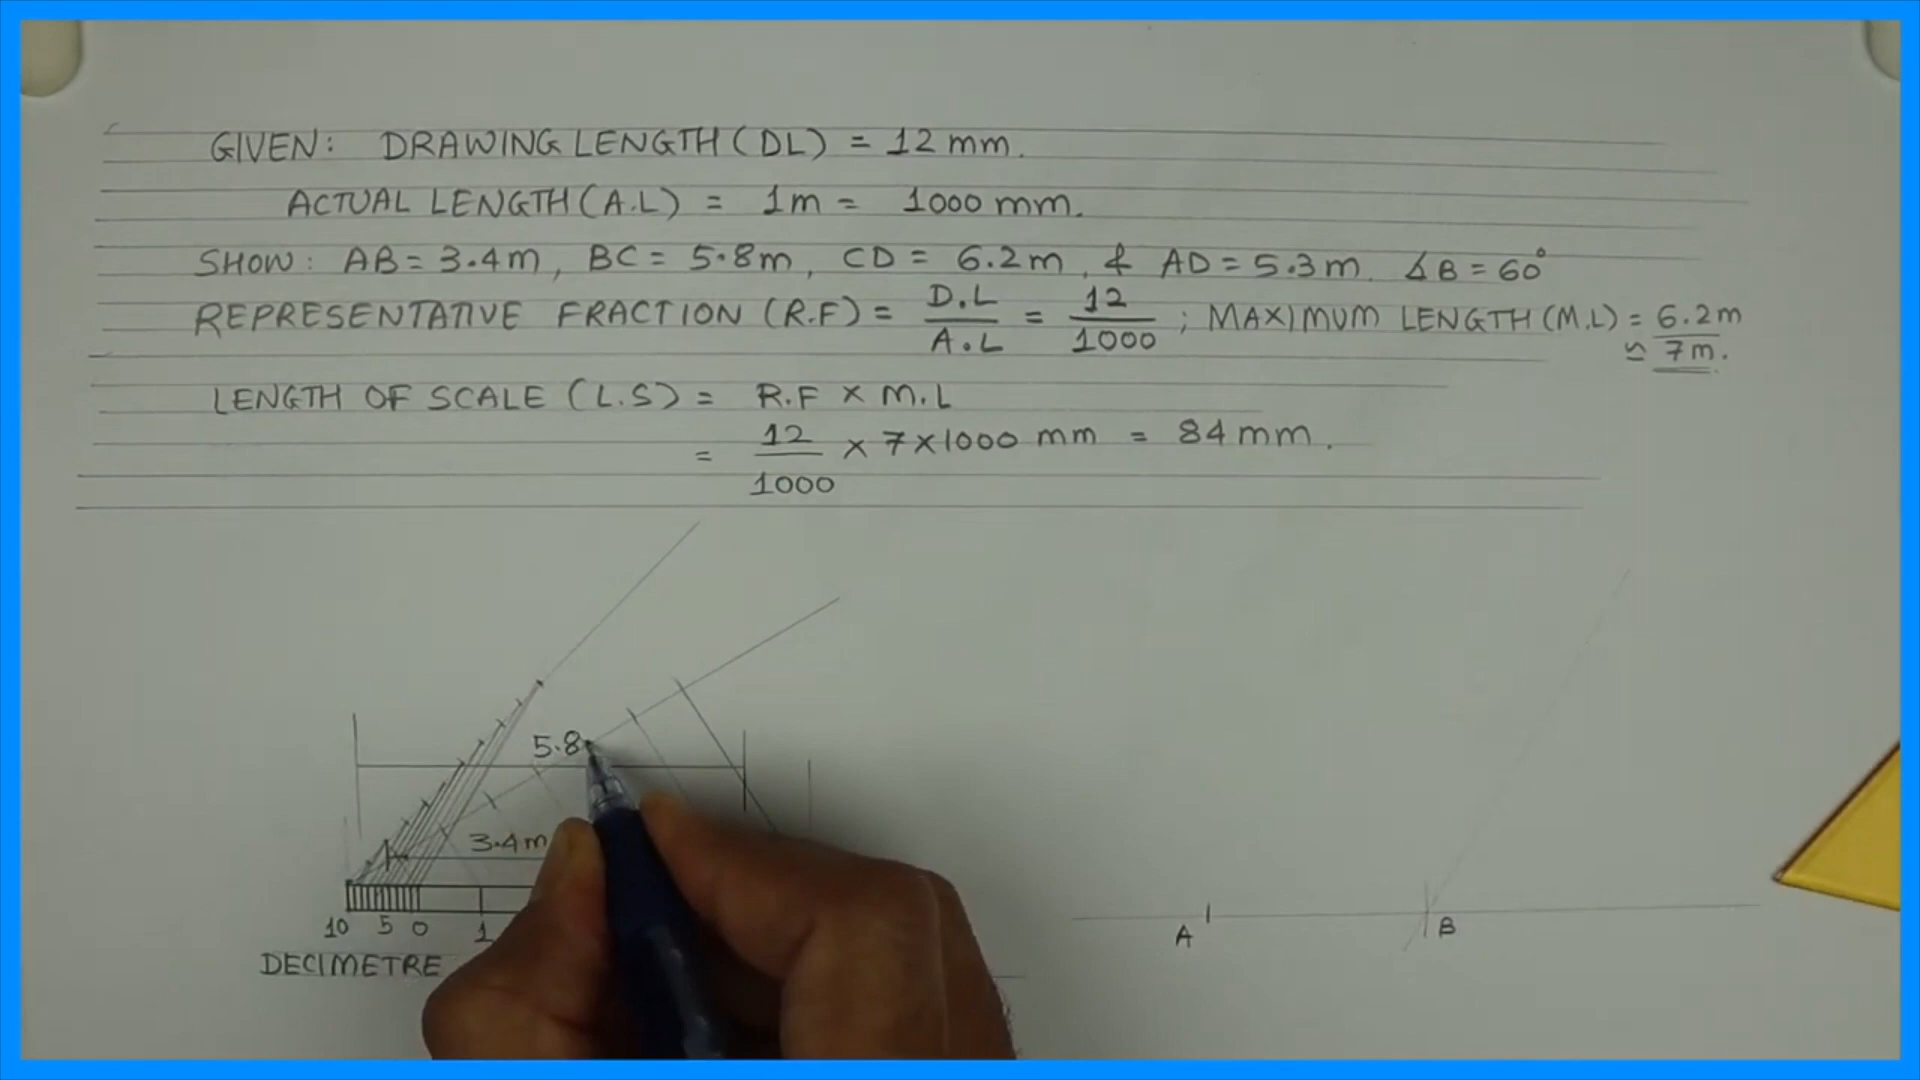 GIVEN: DRAWING LENGTH (DL) = 12 mm.
ACTUAL LENGTH (A.L) = 1m = 1000 mm.
SHOW: AB = 3.4m, BC = 5.8m, CD = 6.2m, & AD = 5.3m. ∡B = 60°
REPRESENTATIVE FRACTION (R.F) = D.L / A.L = 12 / 1000 ; MAXIMUM LENGTH (M.L) = 6.2m
≃ 7m.
LENGTH OF SCALE (L.S) = R.F × M.L
= 12 / 1000 × 7 × 1000 mm = 84 mm.
5.8
3.4m
10 5 0 1
A B
DECIMETRE